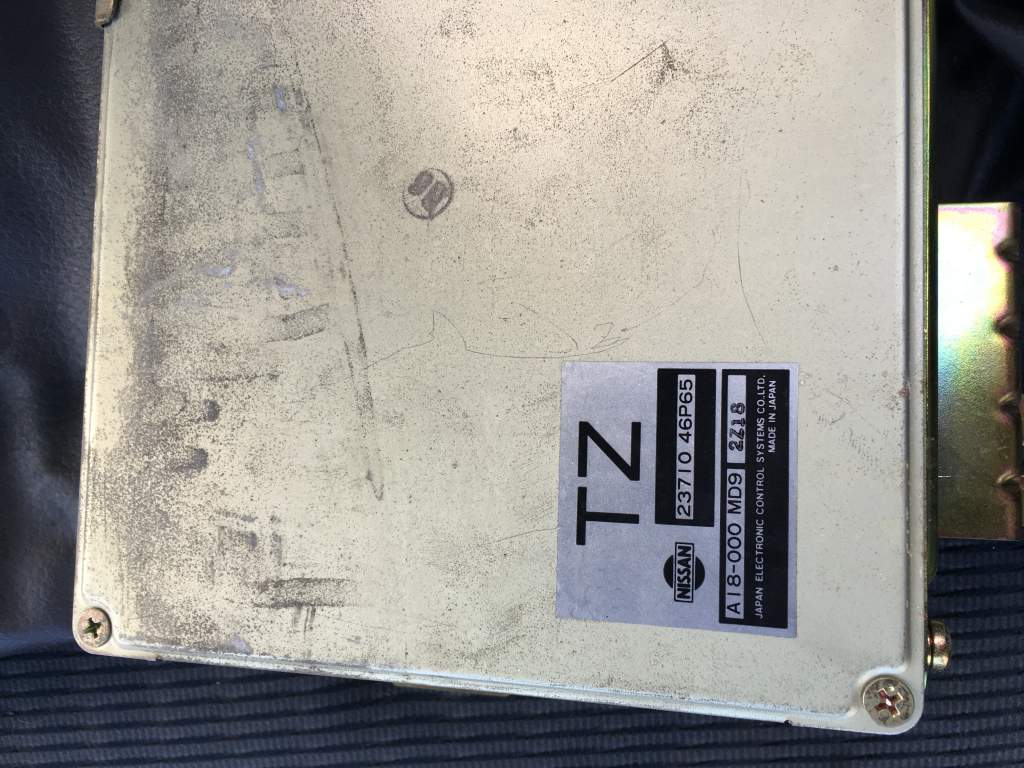 TZ
NISSAN
23710 46P65
A18-000 MD9 2Z18
JAPAN ELECTRONIC CONTROL SYSTEMS CO.LTD.
MADE IN JAPAN